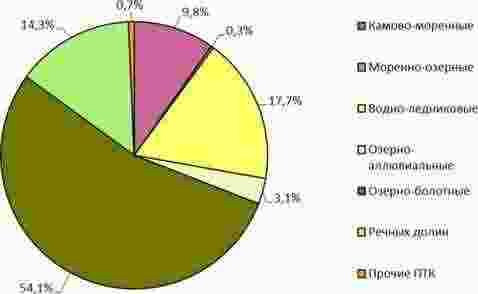 0,7%
9,8%
14,3%
0,3%
17,7%
3,1%
54,1%
Камово-моренные
Моренно-озерные
Водно-ледниковые
Озерно-
аллювиальные
Озерно-болотные
Речных долин
Прочие ПТК